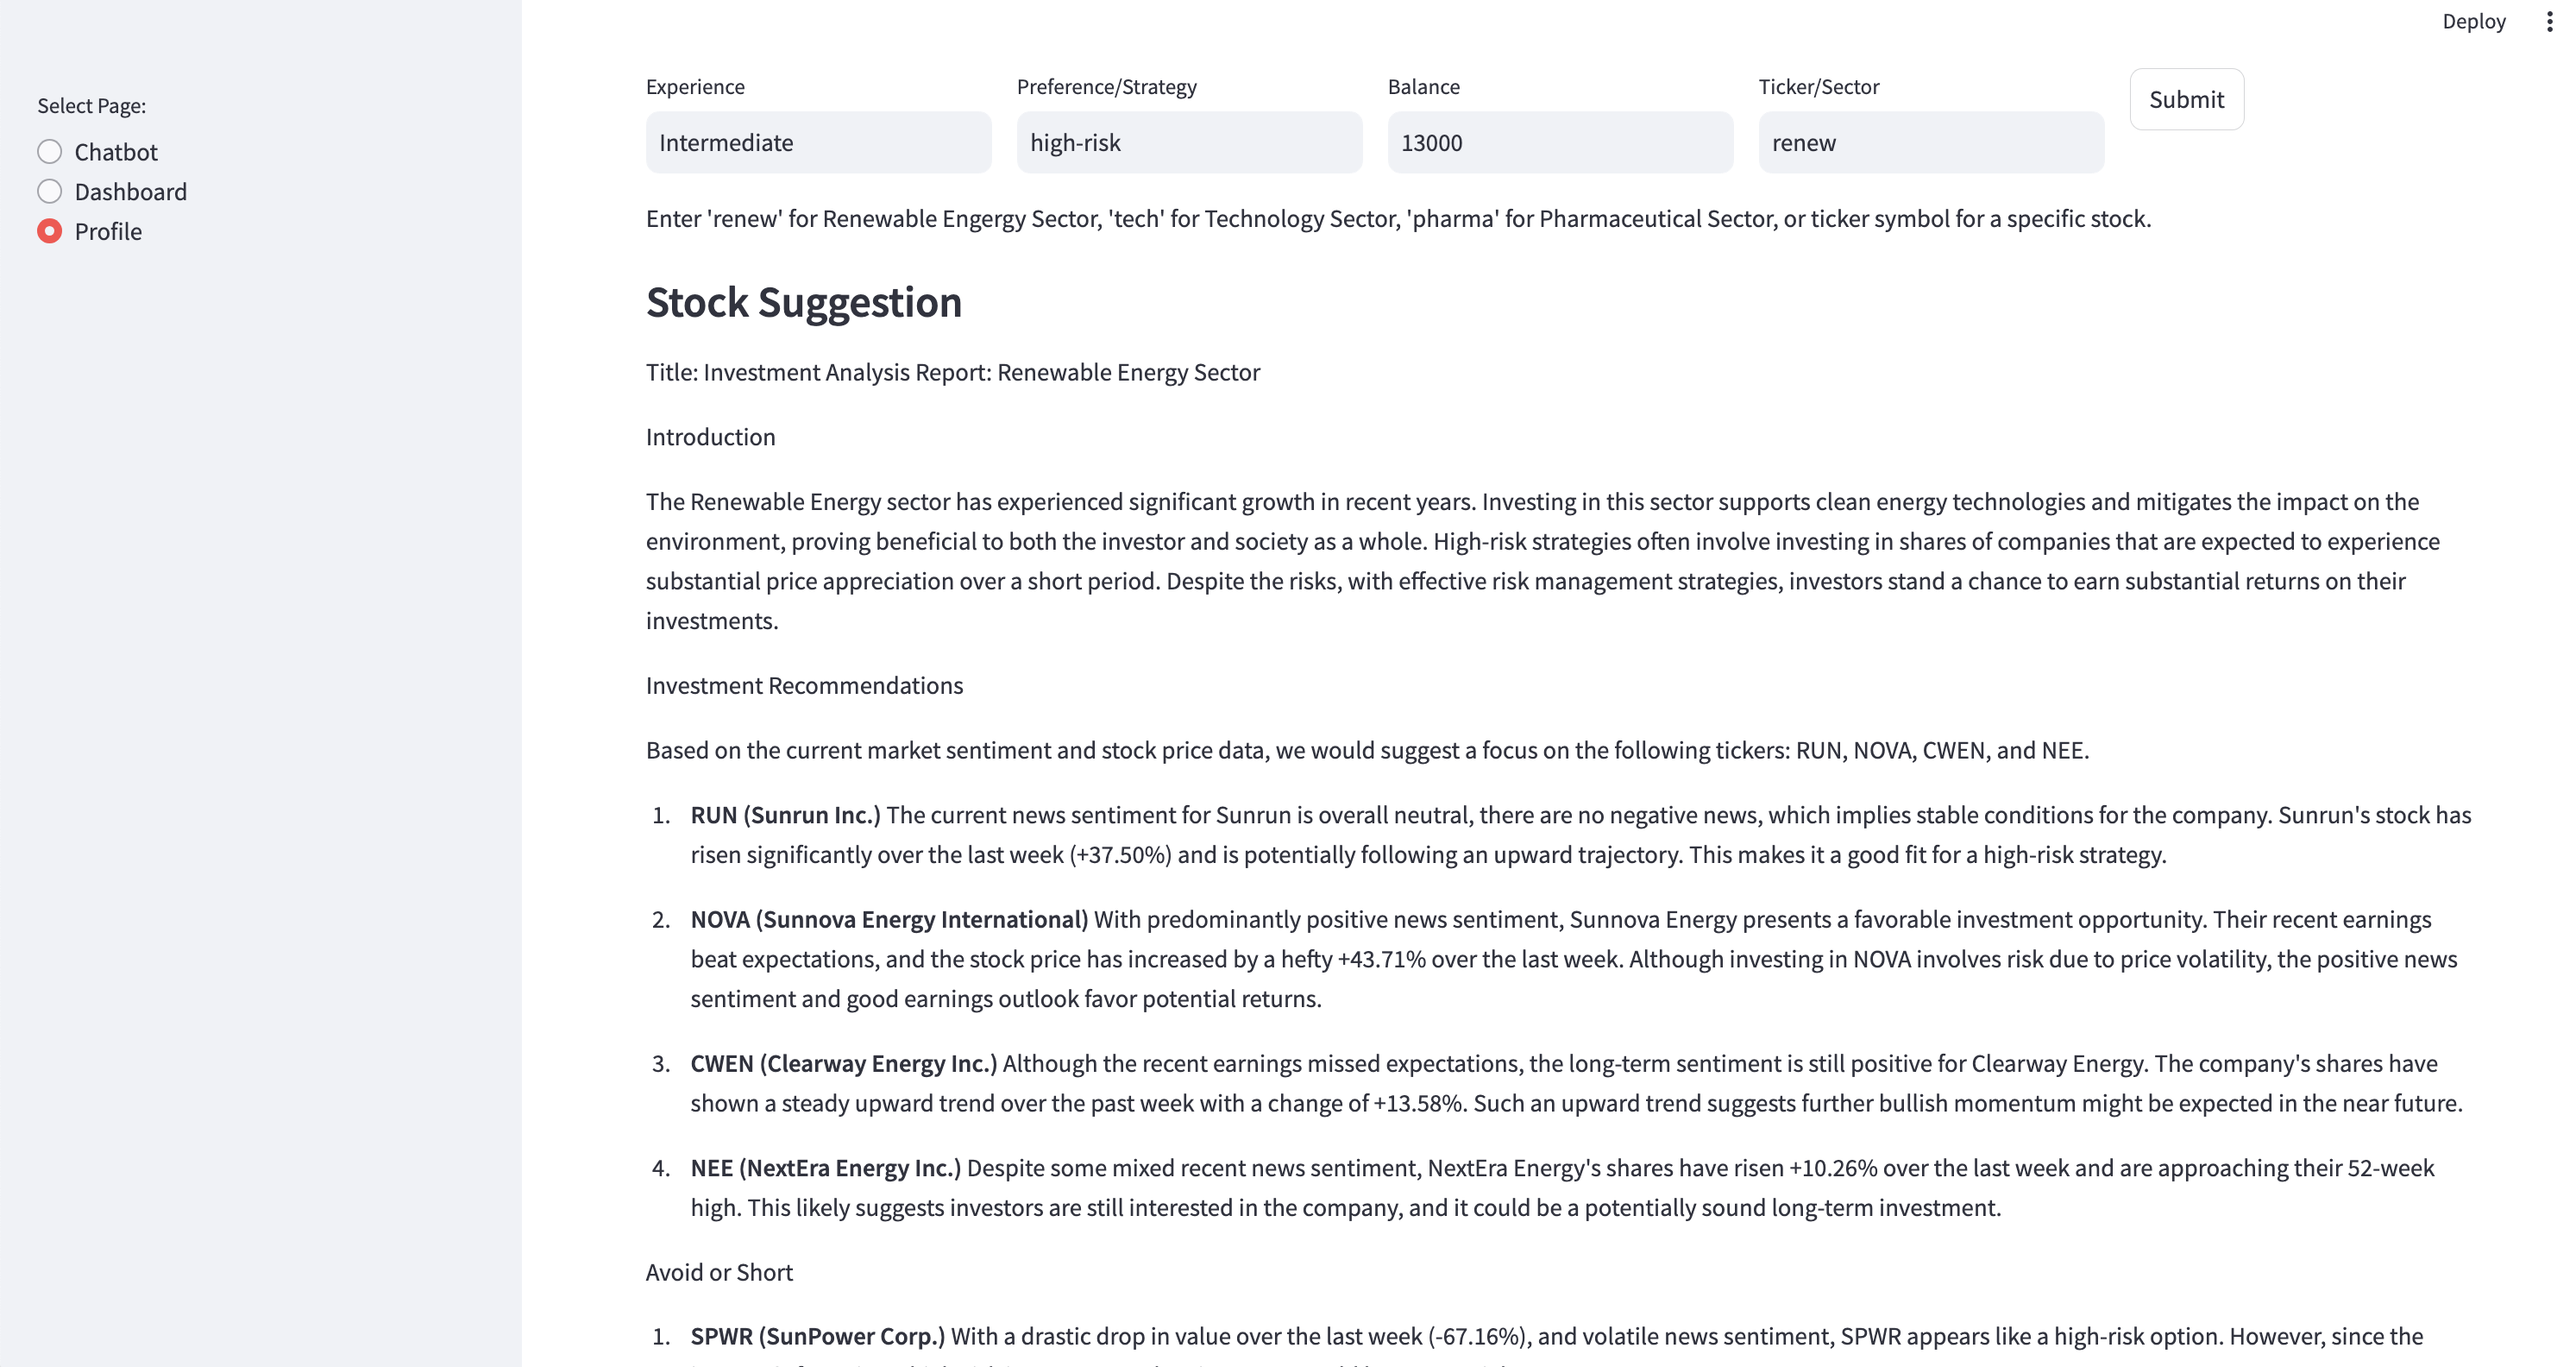 Deploy
Select Page:
Chatbot
Dashboard
Profile
Experience
Preference/Strategy
Balance
Ticker/Sector
Submit
Intermediate
high-risk
13000
renew
Enter 'renew' for Renewable Engergy Sector, 'tech' for Technology Sector, 'pharma' for Pharmaceutical Sector, or ticker symbol for a specific stock.
Stock Suggestion
Title: Investment Analysis Report: Renewable Energy Sector
Introduction
The Renewable Energy sector has experienced significant growth in recent years. Investing in this sector supports clean energy technologies and mitigates the impact on the
environment, proving beneficial to both the investor and society as a whole. High-risk strategies often involve investing in shares of companies that are expected to experience
substantial price appreciation over a short period. Despite the risks, with effective risk management strategies, investors stand a chance to earn substantial returns on their
investments.
Investment Recommendations
Based on the current market sentiment and stock price data, we would suggest a focus on the following tickers: RUN, NOVA, CWEN, and NEE.
1. RUN (Sunrun Inc.) The current news sentiment for Sunrun is overall neutral, there are no negative news, which implies stable conditions for the company. Sunrun's stock has
risen significantly over the last week (+37.50%) and is potentially following an upward trajectory. This makes it a good fit for a high-risk strategy.
2. NOVA (Sunnova Energy International) With predominantly positive news sentiment, Sunnova Energy presents a favorable investment opportunity. Their recent earnings
beat expectations, and the stock price has increased by a hefty +43.71% over the last week. Although investing in NOVA involves risk due to price volatility, the positive news
sentiment and good earnings outlook favor potential returns.
3. CWEN (Clearway Energy Inc.) Although the recent earnings missed expectations, the long-term sentiment is still positive for Clearway Energy. The company's shares have
shown a steady upward trend over the past week with a change of +13.58%. Such an upward trend suggests further bullish momentum might be expected in the near future.
4. NEE (NextEra Energy Inc.) Despite some mixed recent news sentiment, NextEra Energy's shares have risen +10.26% over the last week and are approaching their 52-week
high. This likely suggests investors are still interested in the company, and it could be a potentially sound long-term investment.
Avoid or Short
1. SPWR (SunPower Corp.) With a drastic drop in value over the last week (-67.16%), and volatile news sentiment, SPWR appears like a high-risk option. However, since the